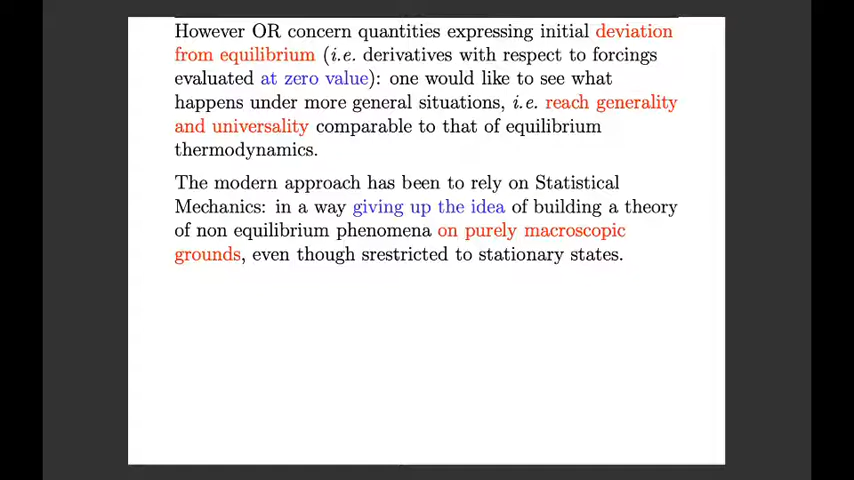 However OR concern quantities expressing initial deviation
from equilibrium (i.e. derivatives with respect to forcings
evaluated at zero value): one would like to see what
happens under more general situations, i.e. reach generality
and universality comparable to that of equilibrium
thermodynamics.
The modern approach has been to rely on Statistical
Mechanics: in a way giving up the idea of building a theory
of non equilibrium phenomena on purely macroscopic
grounds, even though srestricted to stationary states.